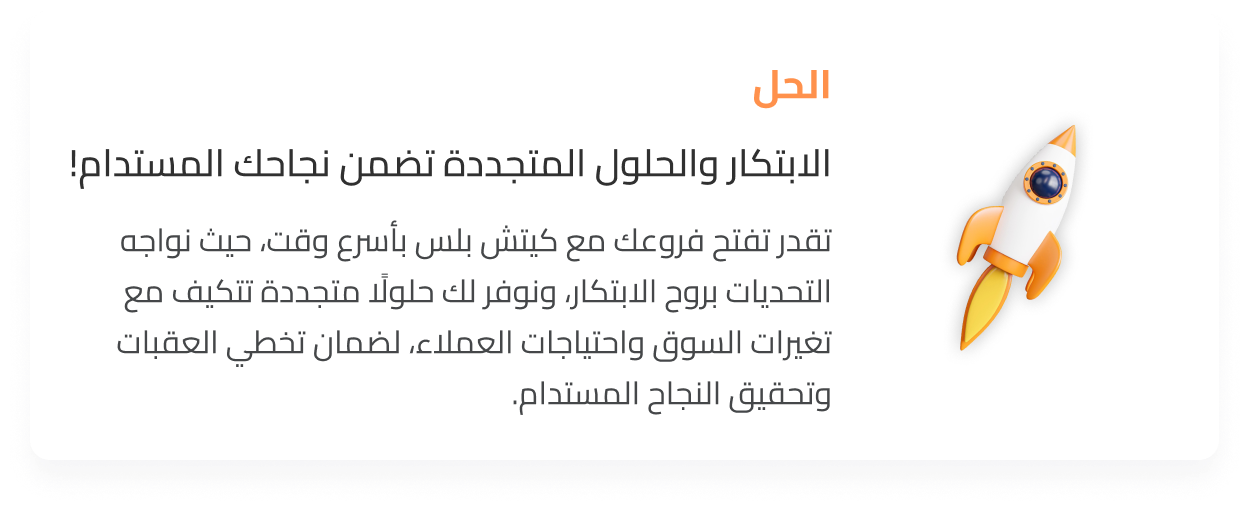 الحل
الابتكار والحلول المتجددة تضمن نجاحك المستدام!
تقدر تفتح فروعك مع كيتش بلس بأسرع وقت، حيث نواجه
التحديات بروح الابتكار، ونوفر لك حلولًا متجددة تتكيف مع
تغيرات السوق واحتياجات العملاء، لضمان تخطي العقبات
وتحقيق النجاح المستدام.